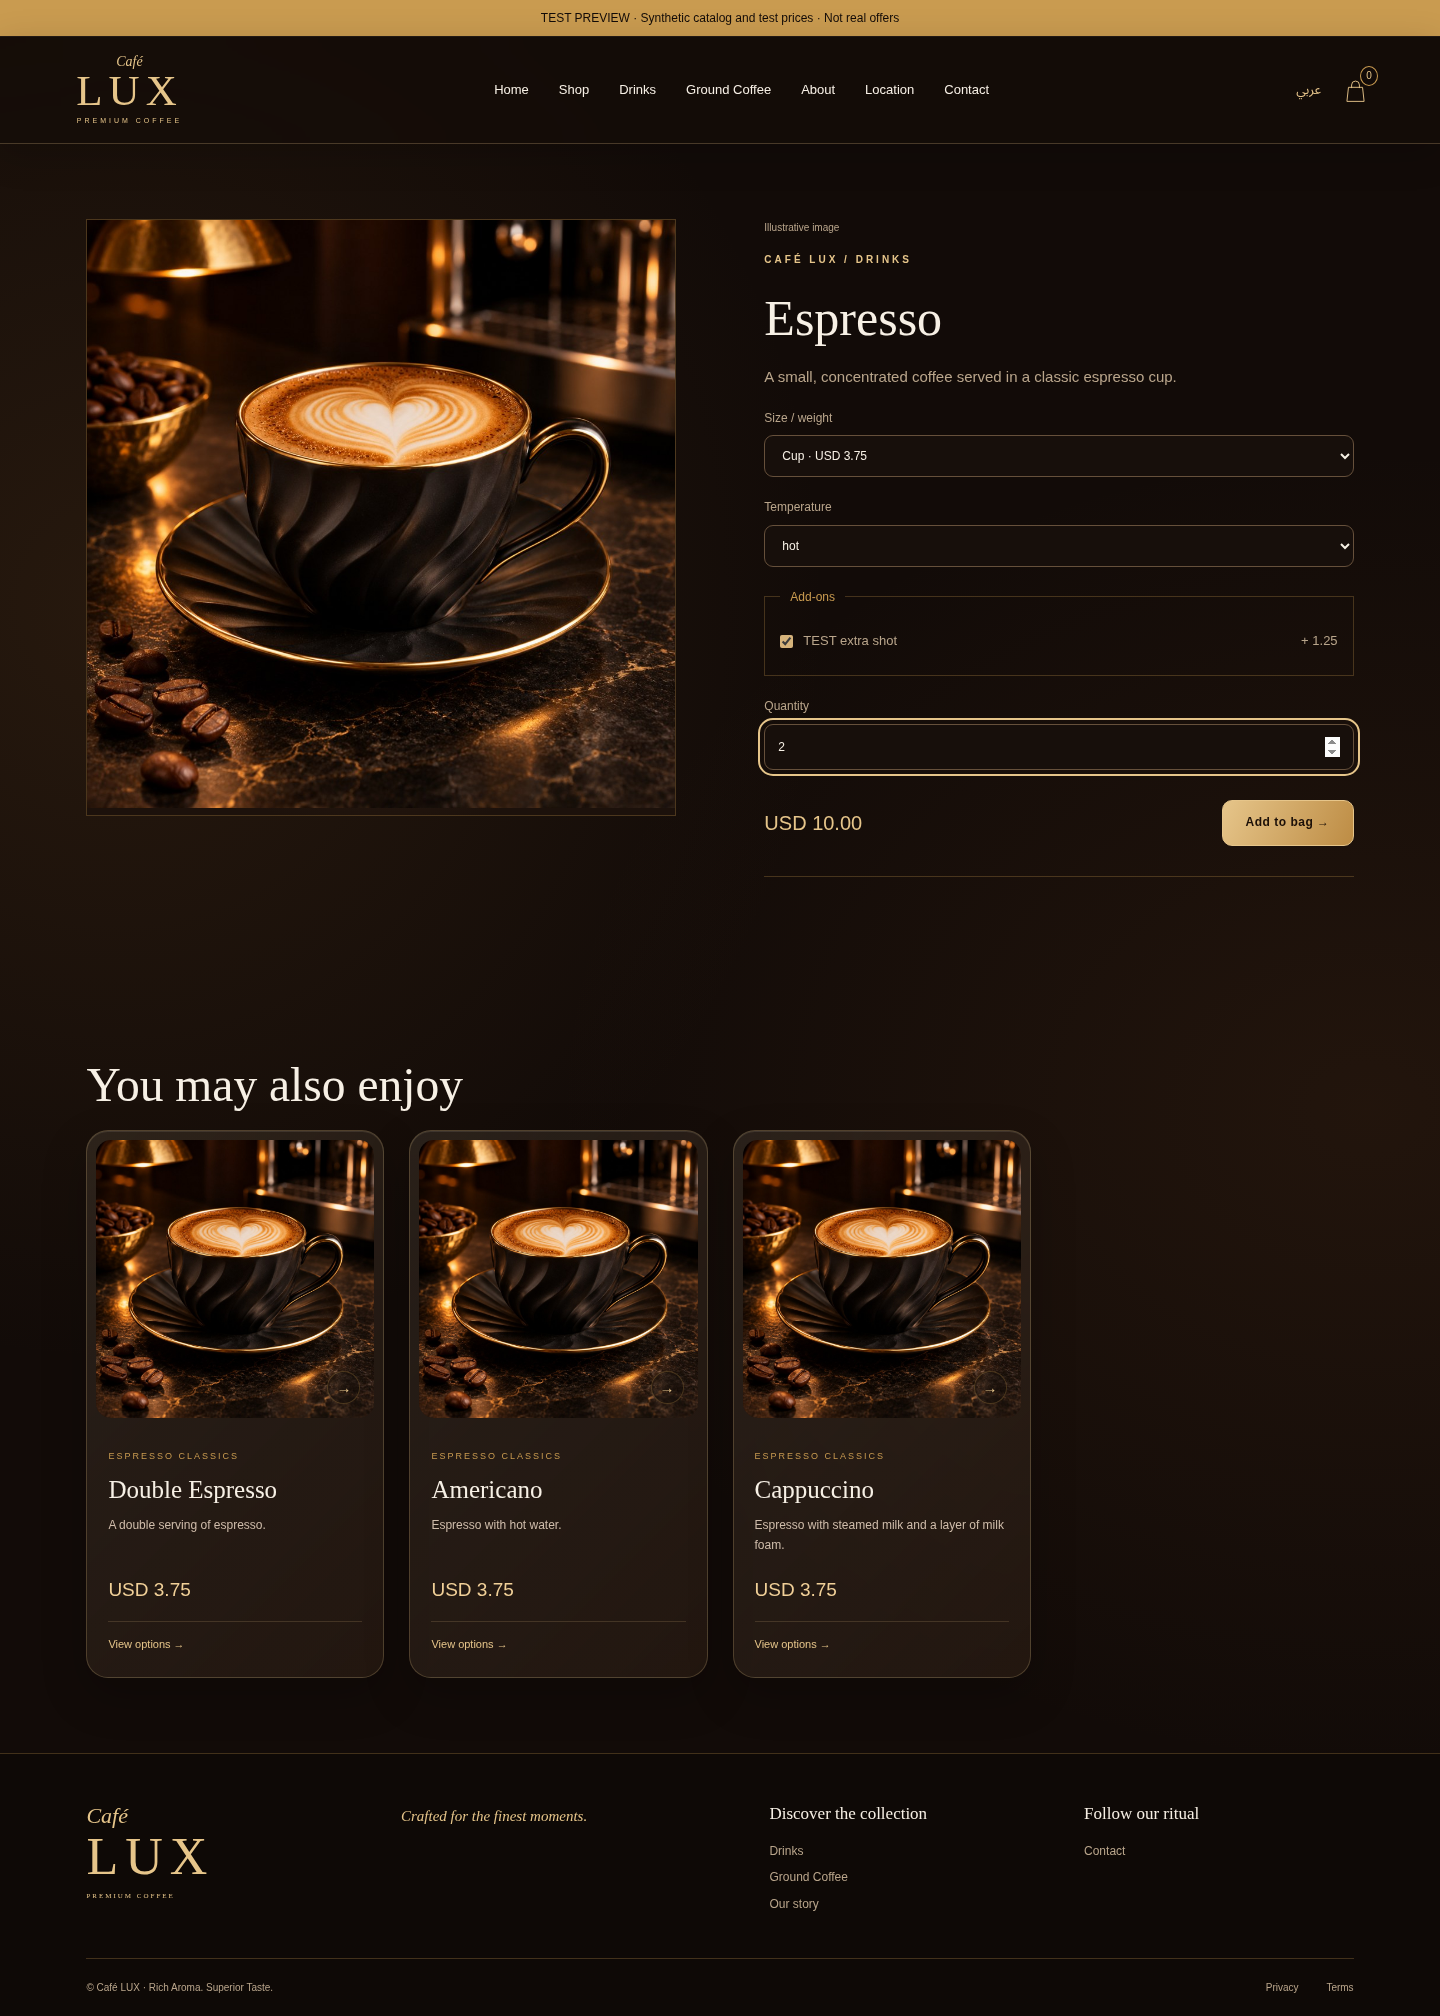 TEST PREVIEW · Synthetic catalog and test prices · Not real offers
Café
LUX
PREMIUM COFFEE
Home Shop Drinks Ground Coffee About Location Contact
عربي
0
Illustrative image
CAFÉ LUX / DRINKS
Espresso
A small, concentrated coffee served in a classic espresso cup.
Size / weight
Cup · USD 3.75
Temperature
hot
Add-ons
TEST extra shot + 1.25
Quantity
2
USD 10.00
Add to bag →
You may also enjoy
→
→
→
ESPRESSO CLASSICS
Double Espresso
A double serving of espresso.
USD 3.75
View options →
ESPRESSO CLASSICS
Americano
Espresso with hot water.
USD 3.75
View options →
ESPRESSO CLASSICS
Cappuccino
Espresso with steamed milk and a layer of milk
foam.
USD 3.75
View options →
Café
LUX
PREMIUM COFFEE
Crafted for the finest moments.
Discover the collection
Drinks
Ground Coffee
Our story
Follow our ritual
Contact
© Café LUX · Rich Aroma. Superior Taste.
Privacy Terms